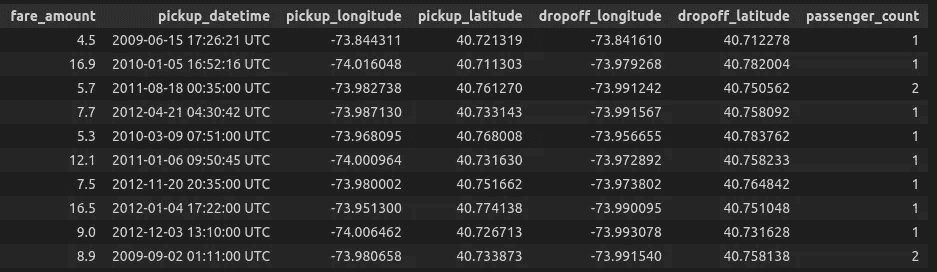 fare_amount pickup_datetime pickup_longitude pickup_latitude dropoff_longitude dropoff_latitude passenger_count
4.5 2009-06-15 17:26:21 UTC -73.844311 40.721319 -73.841610 40.712278 1
16.9 2010-01-05 16:52:16 UTC -74.016048 40.711303 -73.979268 40.782004 1
5.7 2011-08-18 00:35:00 UTC -73.982738 40.761270 -73.991242 40.750562 2
7.7 2012-04-21 04:30:42 UTC -73.987130 40.733143 -73.991567 40.758092 1
5.3 2010-03-09 07:51:00 UTC -73.968095 40.768008 -73.956655 40.783762 1
12.1 2011-01-06 09:50:45 UTC -74.000964 40.731630 -73.972892 40.758233 1
7.5 2012-11-20 20:35:00 UTC -73.980002 40.751662 -73.973802 40.764842 1
16.5 2012-01-04 17:22:00 UTC -73.951300 40.774138 -73.990095 40.751048 1
9.0 2012-12-03 13:10:00 UTC -74.006462 40.726713 -73.993078 40.731628 1
8.9 2009-09-02 01:11:00 UTC -73.980658 40.733873 -73.991540 40.758138 2